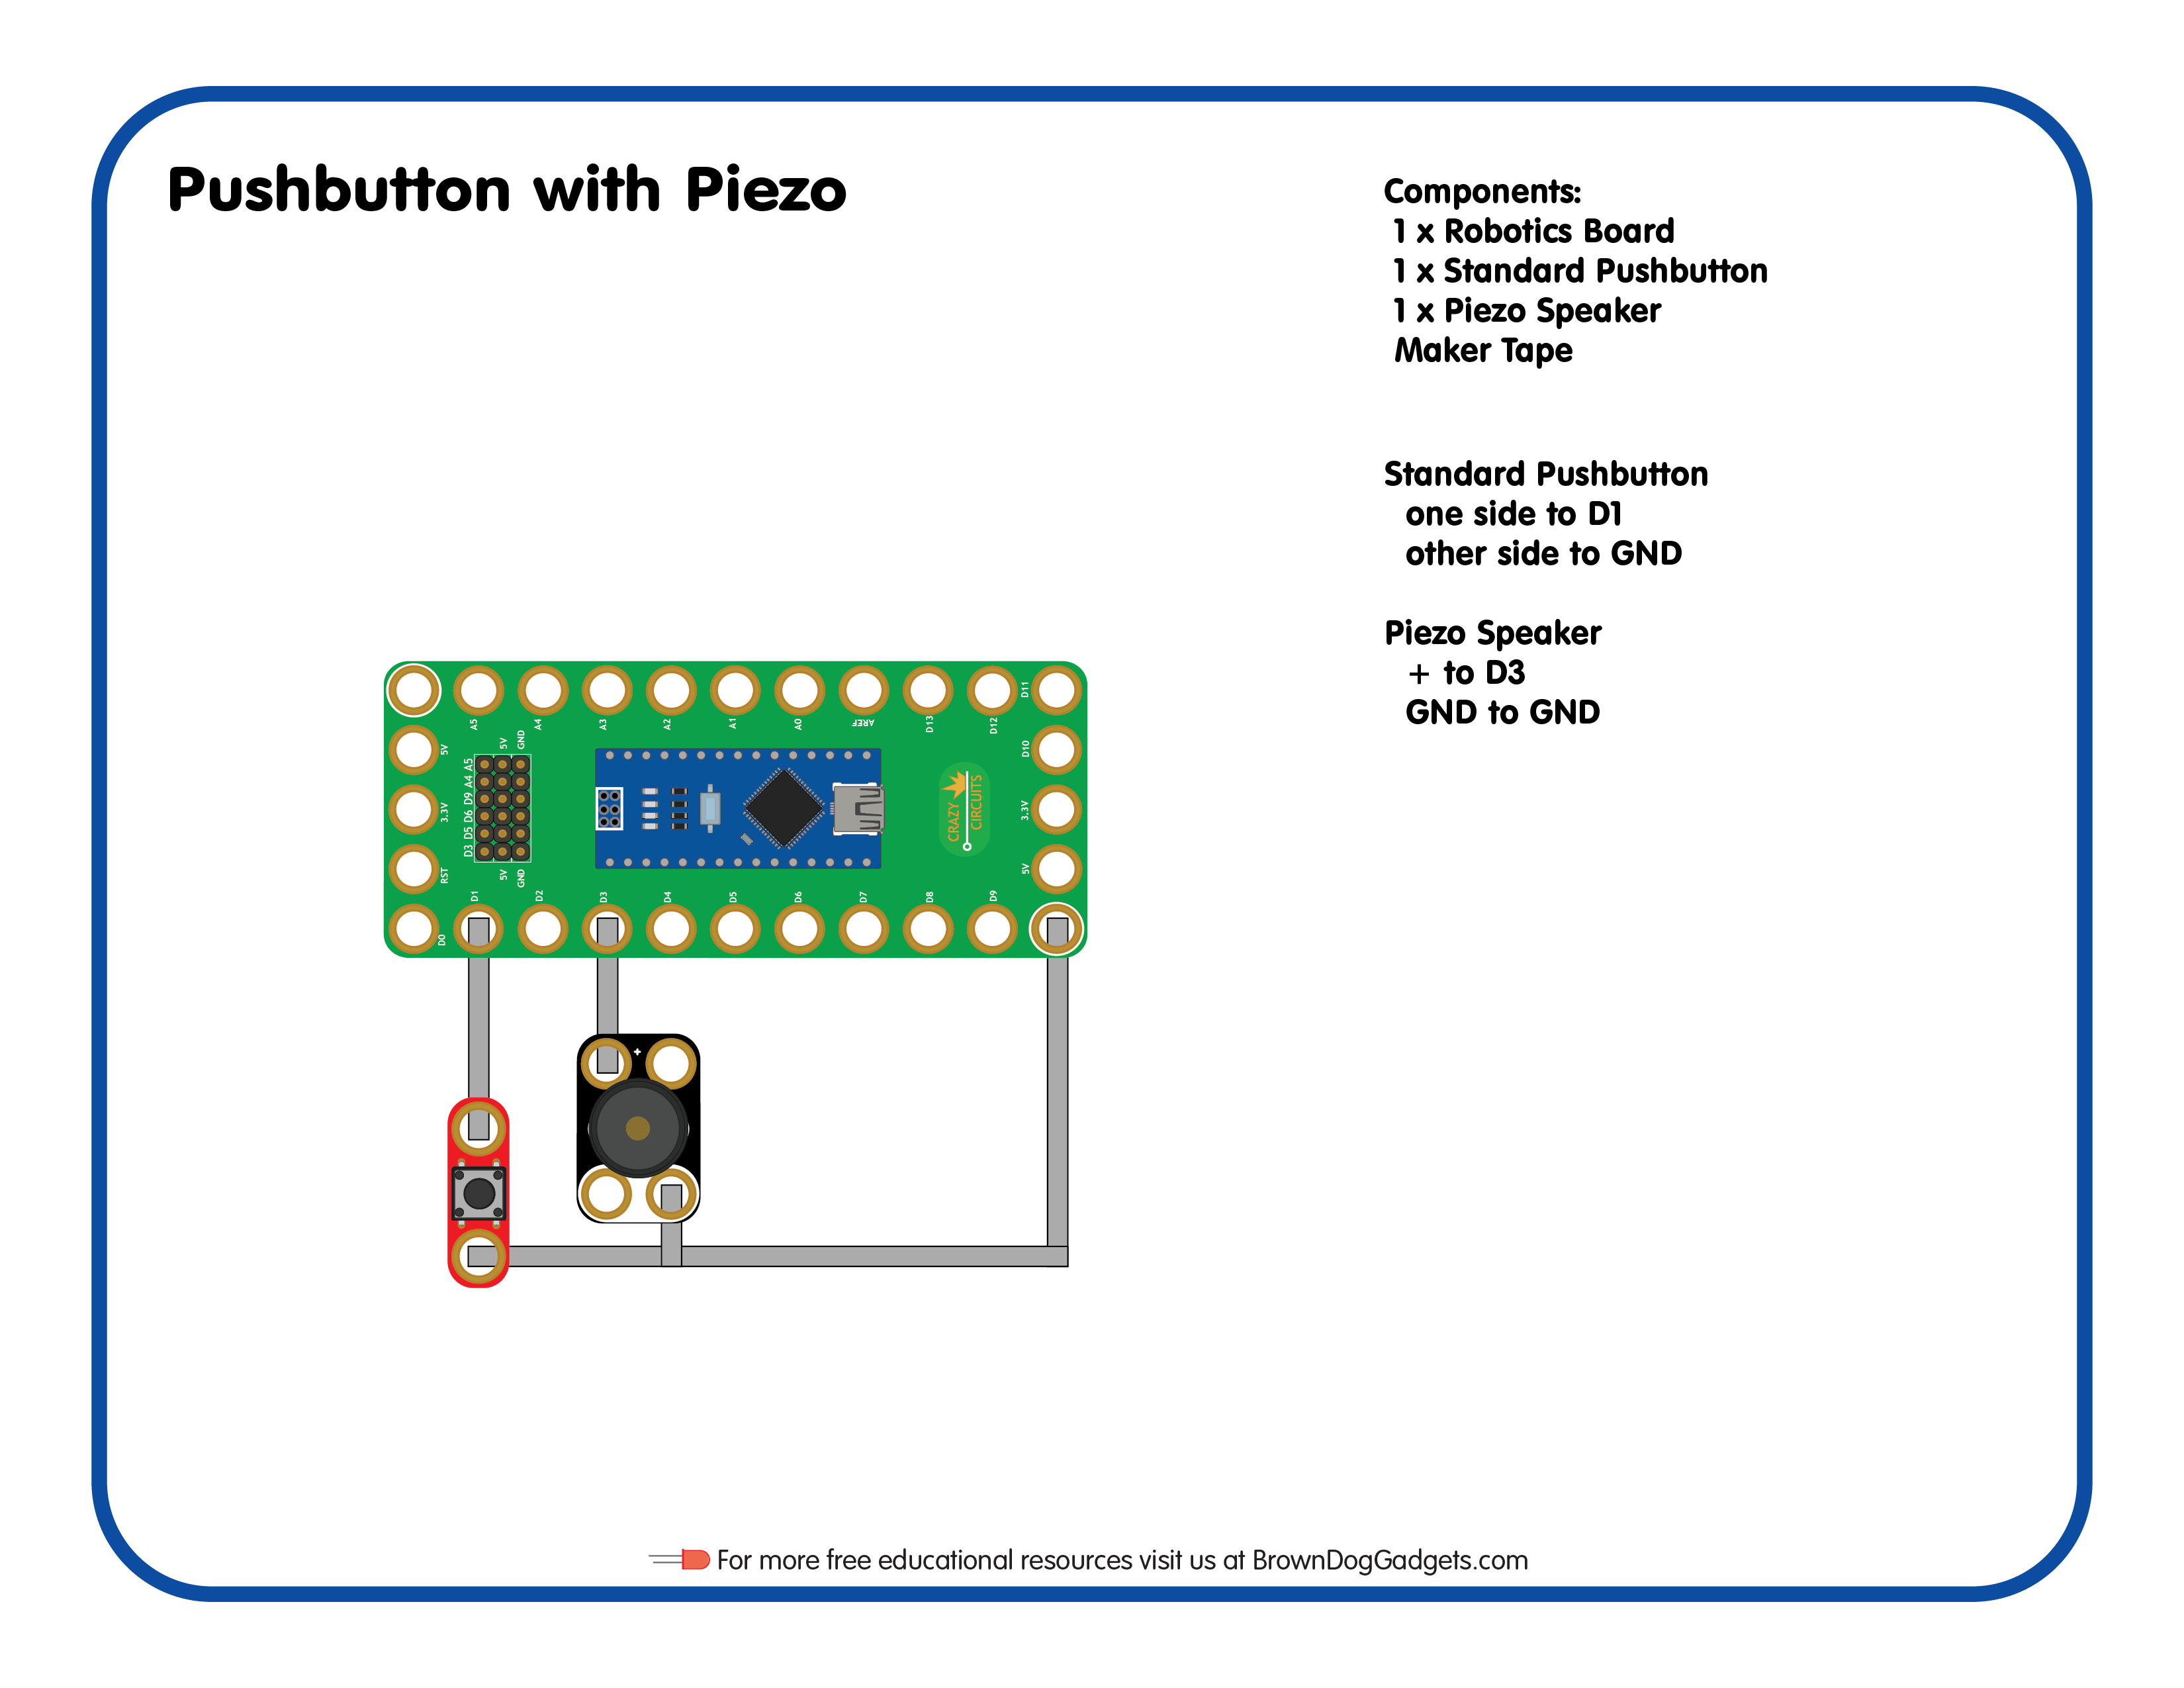 Pushbutton with Piezo
Components:
1 x Robotics Board
1 x Standard Pushbutton
1 x Piezo Speaker
Maker Tape
Standard Pushbutton
one side to D1
other side to GND
Piezo Speaker
+ to D3
GND to GND
A5
A4
A3
A2
A1
A0
AREF
D13
D12
D11
5V
3.3V
RST
D0
5V
GND
A5
A4
D9
D6
D5
D3
5V
GND
CRAZY
CIRCUITS
D10
3.3V
5V
D1
D2
D3
D4
D5
D6
D7
D8
D9
+
For more free educational resources visit us at BrownDogGadgets.com